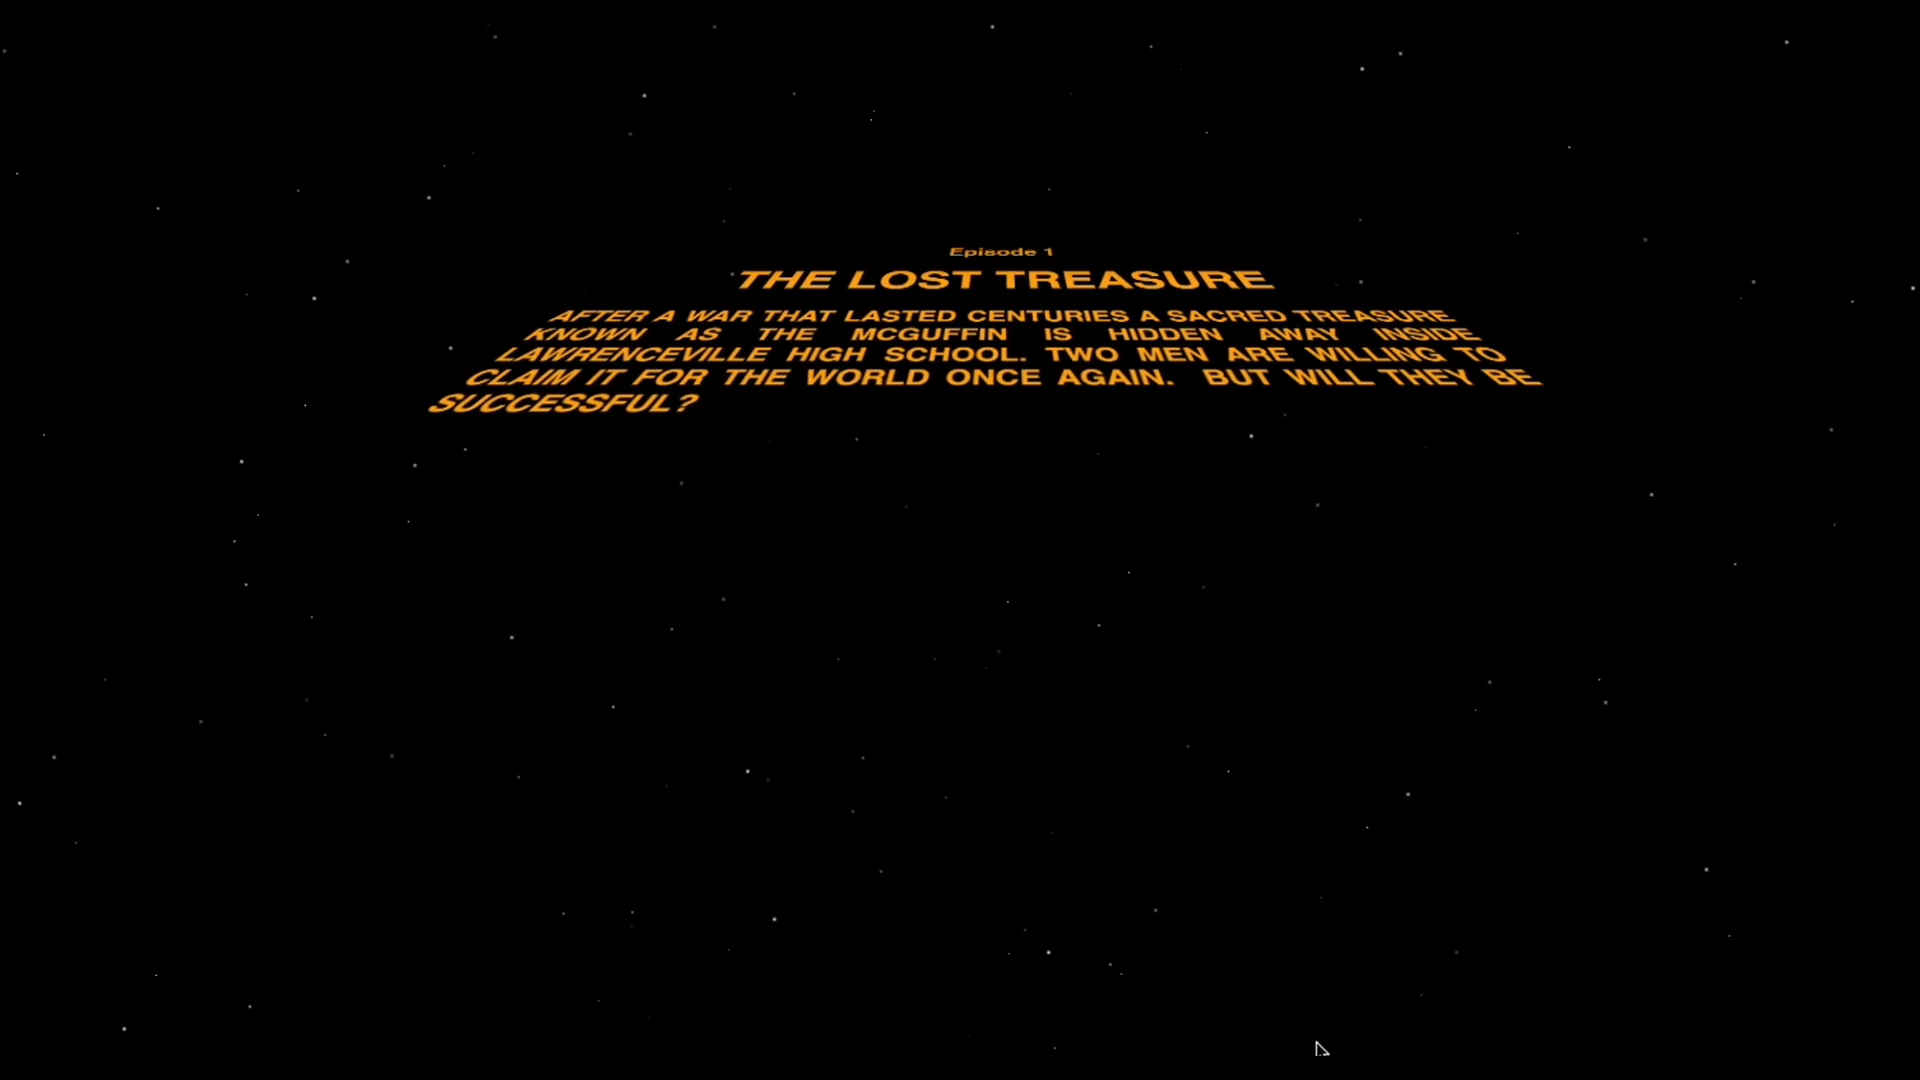 Episode 1
THE LOST TREASURE
AFTER A WAR THAT LASTED CENTURIES A SACRED TREASURE
KNOWN AS THE MCGUFFIN IS HIDDEN AWAY INSIDE
LAWRENCEVILLE HIGH SCHOOL. TWO MEN ARE WILLING TO
CLAIM IT FOR THE WORLD ONCE AGAIN. BUT WILL THEY BE
SUCCESSFUL?